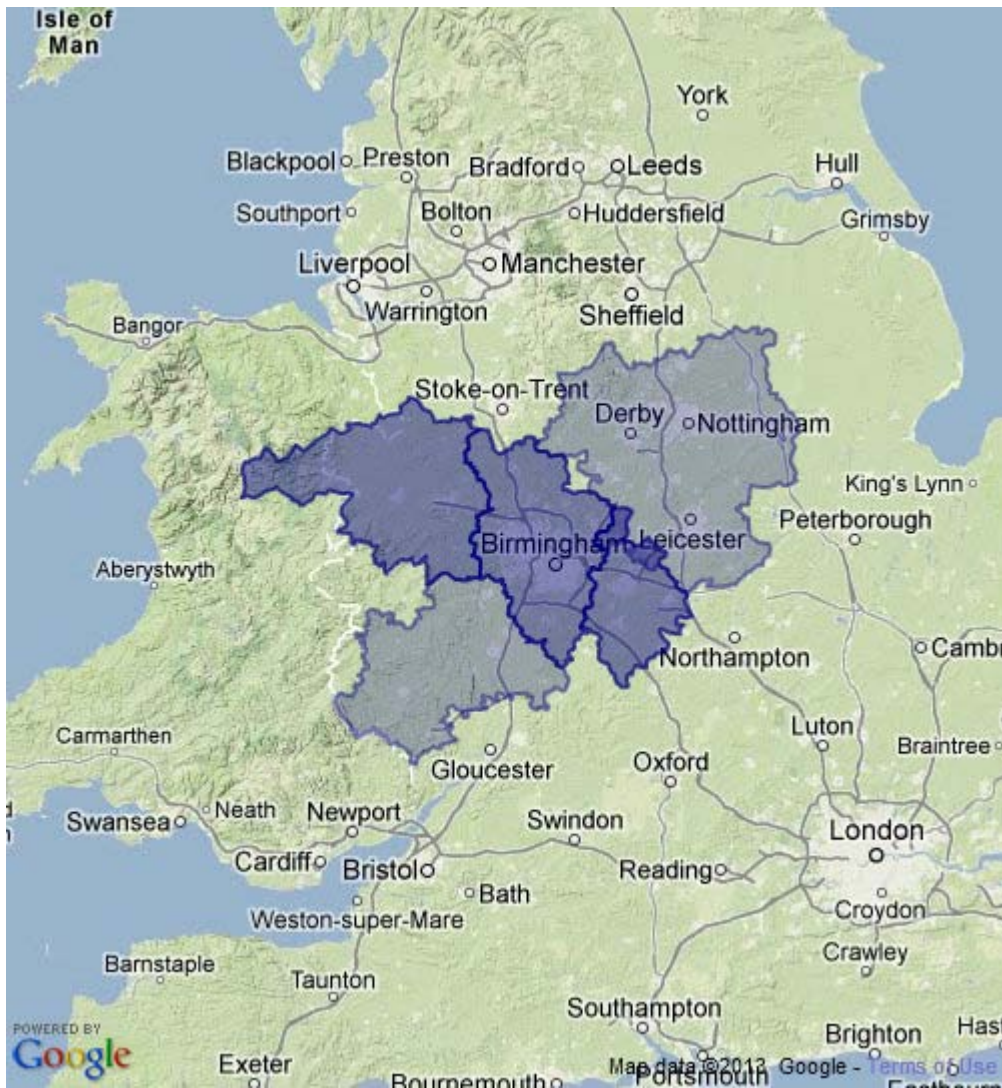 Isle of
Man
York
Blackpool
Preston
Bradford
Leeds
Hull
Southport
Bolton
Huddersfield
Grimsby
Liverpool
Manchester
Warrington
Sheffield
Bangor
Stoke-on-Trent
Derby
Nottingham
King's Lynn
Leicester
Peterborough
Birmingham
Aberystwyth
Northampton
Camb
Luton
Carmarthen
Gloucester
Oxford
Braintree
Neath
Swansea
Newport
Swindon
London
Cardiff
Bristol
Reading
Bath
Croydon
Weston-super-Mare
Crawley
Barnstaple
Taunton
Southampton
Brighton
Hast
POWERED BY
Google
Exeter
Bournemouth
Portsmouth
Map data ©2013 Google - Terms of Use